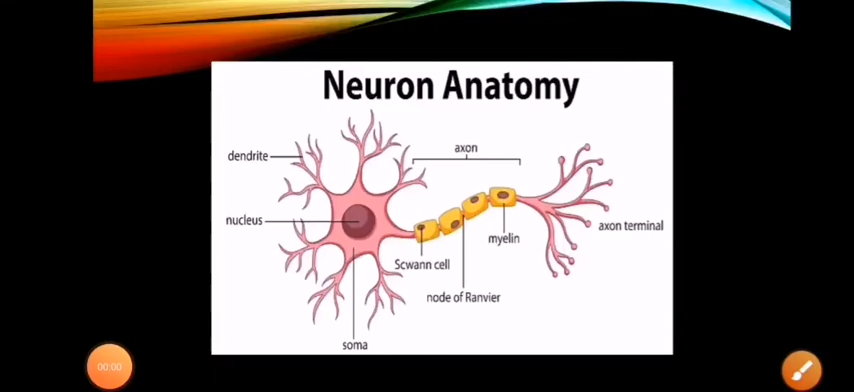 Neuron Anatomy
axon
dendrite
nucleus
axon terminal
myelin
Scwann cell
node of Ranvier
soma
00:00